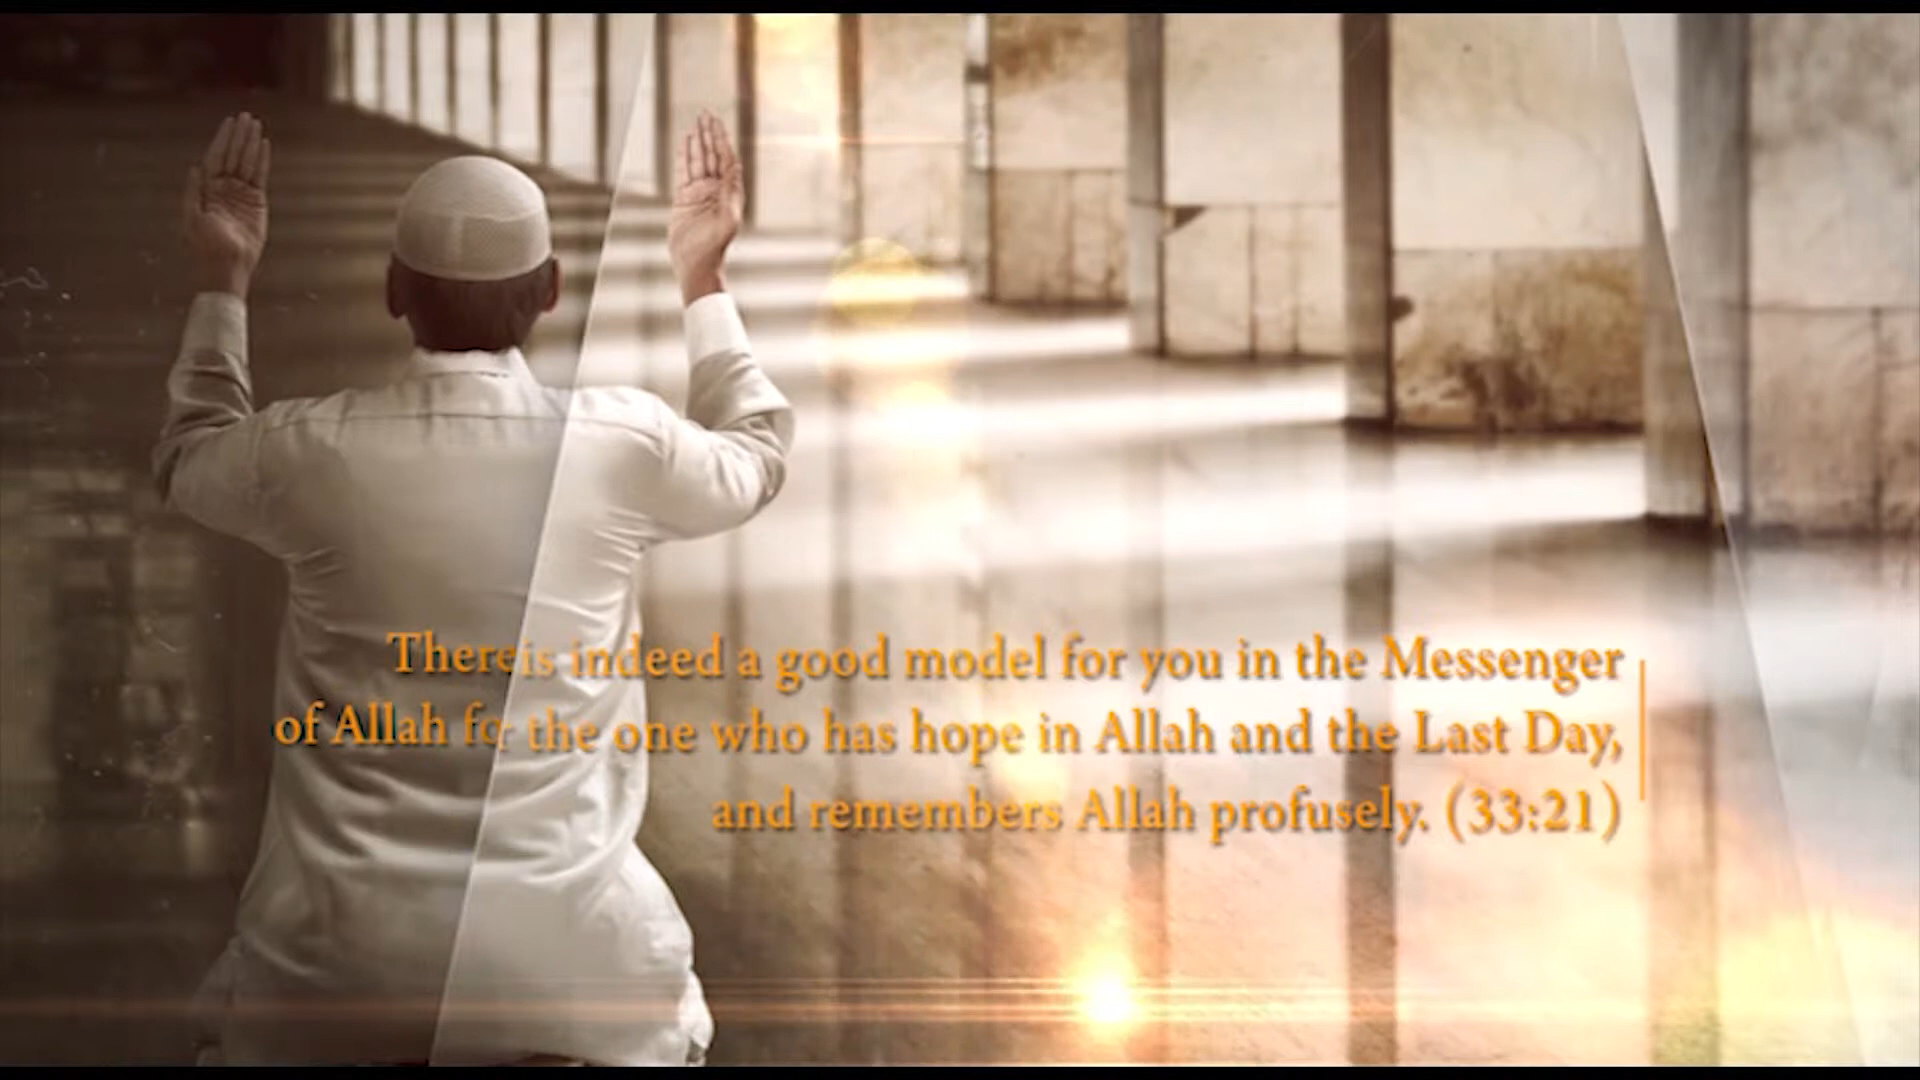 There is indeed a good model for you in the Messenger
of Allah for the one who has hope in Allah and the Last Day,
and remembers Allah profusely. (33:21)